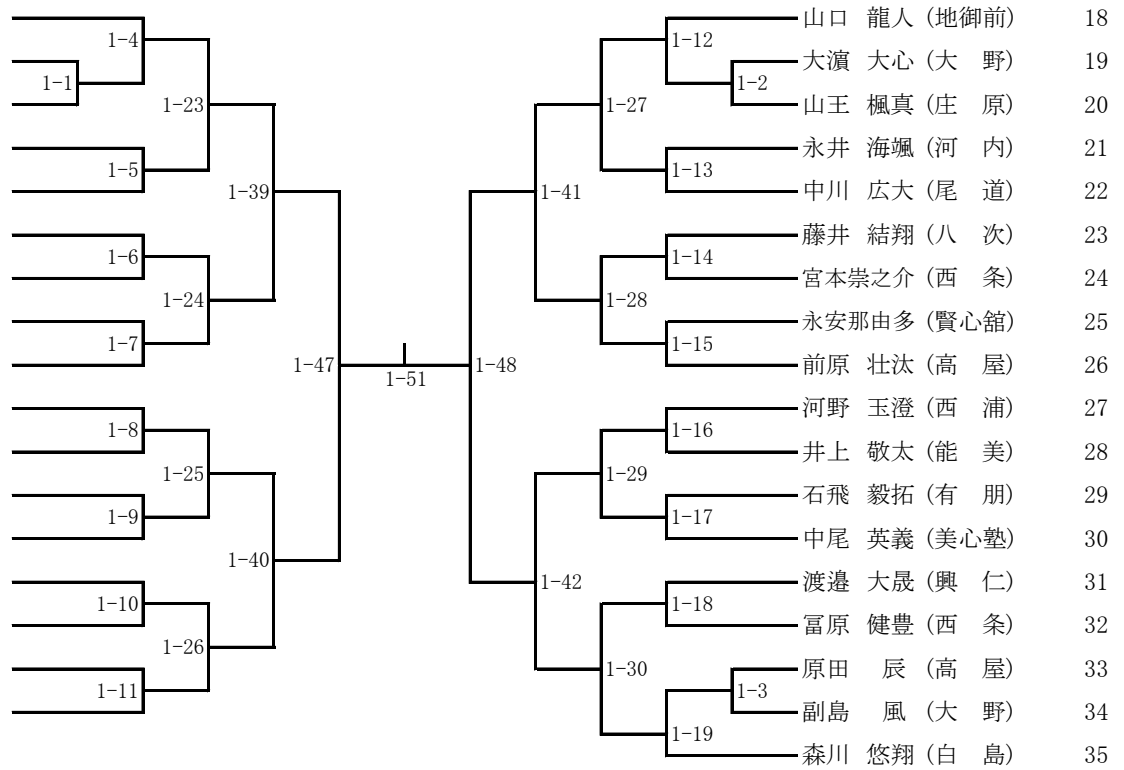 山口 龍人 (地御前) 18
1-4 1-12
大濵 大心 (大 野) 19
1-1 1-2
1-23 1-27 山王 楓真 (庄 原) 20
永井 海颯 (河 内) 21
1-5 1-13
1-39 1-41 中川 広大 (尾 道) 22
藤井 結翔 (八 次) 23
1-6 1-14
宮本崇之介 (西 条) 24
1-24 1-28
永安那由多 (賢心舘) 25
1-7 1-15
1-47 1-48 前原 壮汰 (高 屋) 26
1-51
河野 玉澄 (西 浦) 27
1-8 1-16
井上 敬太 (能 美) 28
1-25 1-29
石飛 毅拓 (有 朋) 29
1-9 1-17
中尾 英義 (美心塾) 30
1-40
1-42 渡邉 大晟 (興 仁) 31
1-10 1-18
冨原 健豊 (西 条) 32
1-26
1-30 原田 辰 (高 屋) 33
1-11 1-3
副島 風 (大 野) 34
1-19
森川 悠翔 (白 島) 35